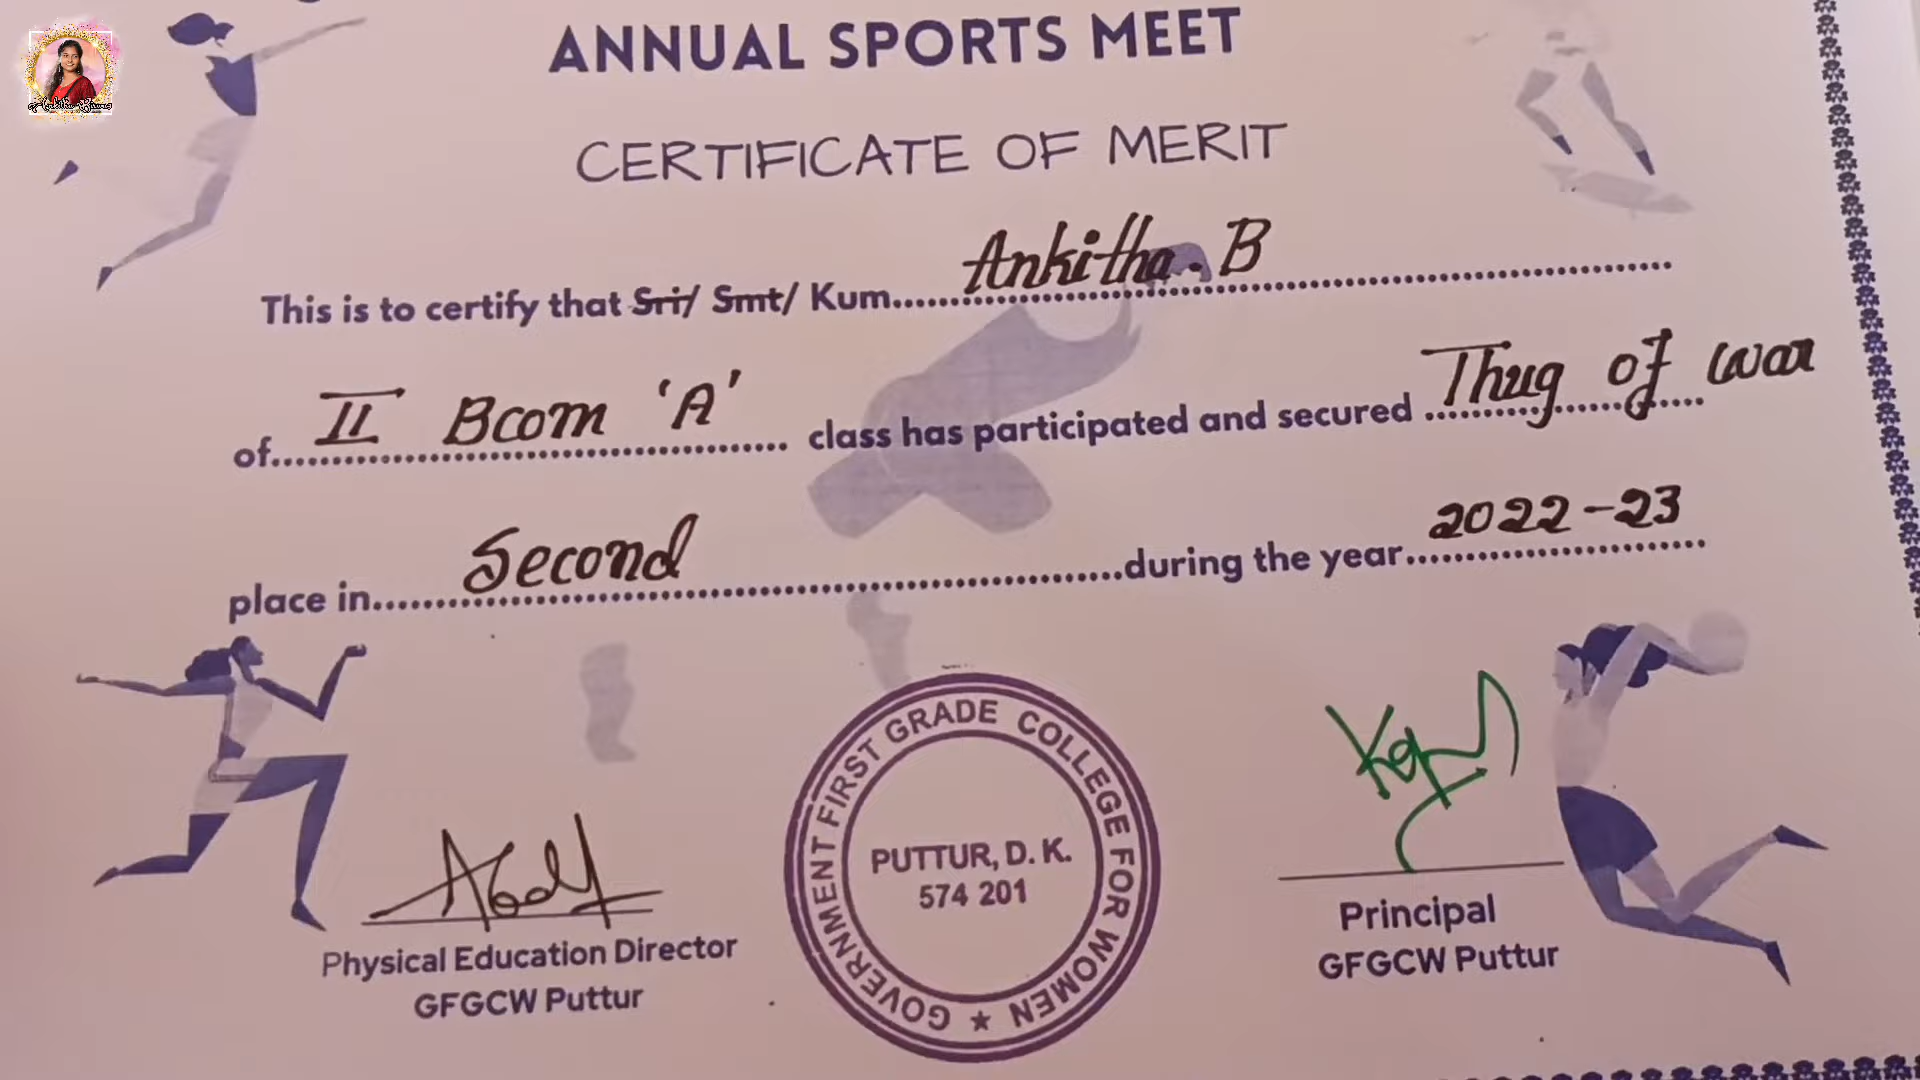 ANNUAL SPORTS MEET
CERTIFICATE OF MERIT
This is to certify that Sri/ Smt/ Kum......Ankitha. B
of......II Bcom 'A'...... class has participated and secured ......Thug of war
place in......Second......during the year......2022-23
Physical Education Director
GFGCW Puttur
GOVERNMENT FIRST GRADE COLLEGE FOR WOMEN ★
PUTTUR, D. K.
574 201
Principal
GFGCW Puttur